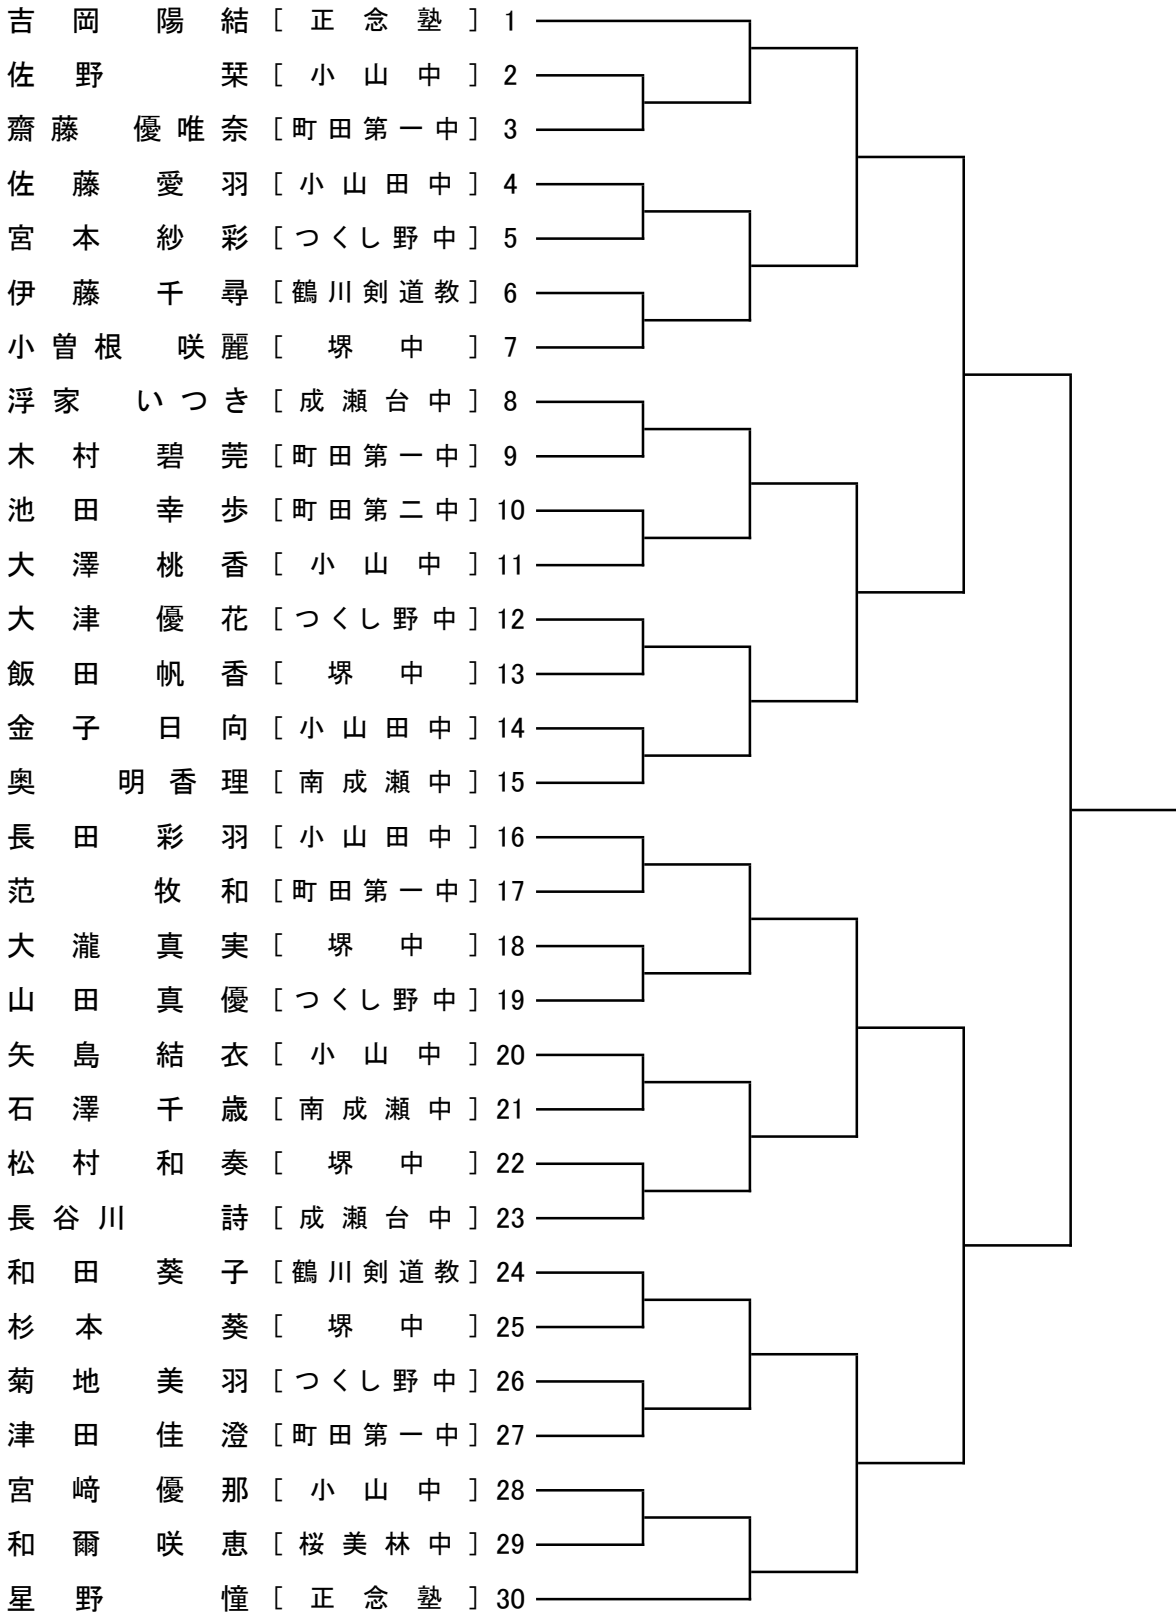 吉岡 陽結 [正念塾] 1
佐野 栞 [小山中] 2
齋藤 優唯奈 [町田第一中] 3
佐藤 愛羽 [小山田中] 4
宮本 紗彩 [つくし野中] 5
伊藤 千尋 [鶴川剣道教] 6
小曽根 咲麗 [堺中] 7
浮家 いつき [成瀬台中] 8
木村 碧莞 [町田第一中] 9
池田 幸歩 [町田第二中] 10
大澤 桃香 [小山中] 11
大津 優花 [つくし野中] 12
飯田 帆香 [堺中] 13
金子 日向 [小山田中] 14
奥 明香理 [南成瀬中] 15
長田 彩羽 [小山田中] 16
范 牧和 [町田第一中] 17
大瀧 真実 [堺中] 18
山田 真優 [つくし野中] 19
矢島 結衣 [小山中] 20
石澤 千歳 [南成瀬中] 21
松村 和奏 [堺中] 22
長谷川 詩 [成瀬台中] 23
和田 葵子 [鶴川剣道教] 24
杉本 葵 [堺中] 25
菊地 美羽 [つくし野中] 26
津田 佳澄 [町田第一中] 27
宮﨑 優那 [小山中] 28
和爾 咲恵 [桜美林中] 29
星野 憧 [正念塾] 30